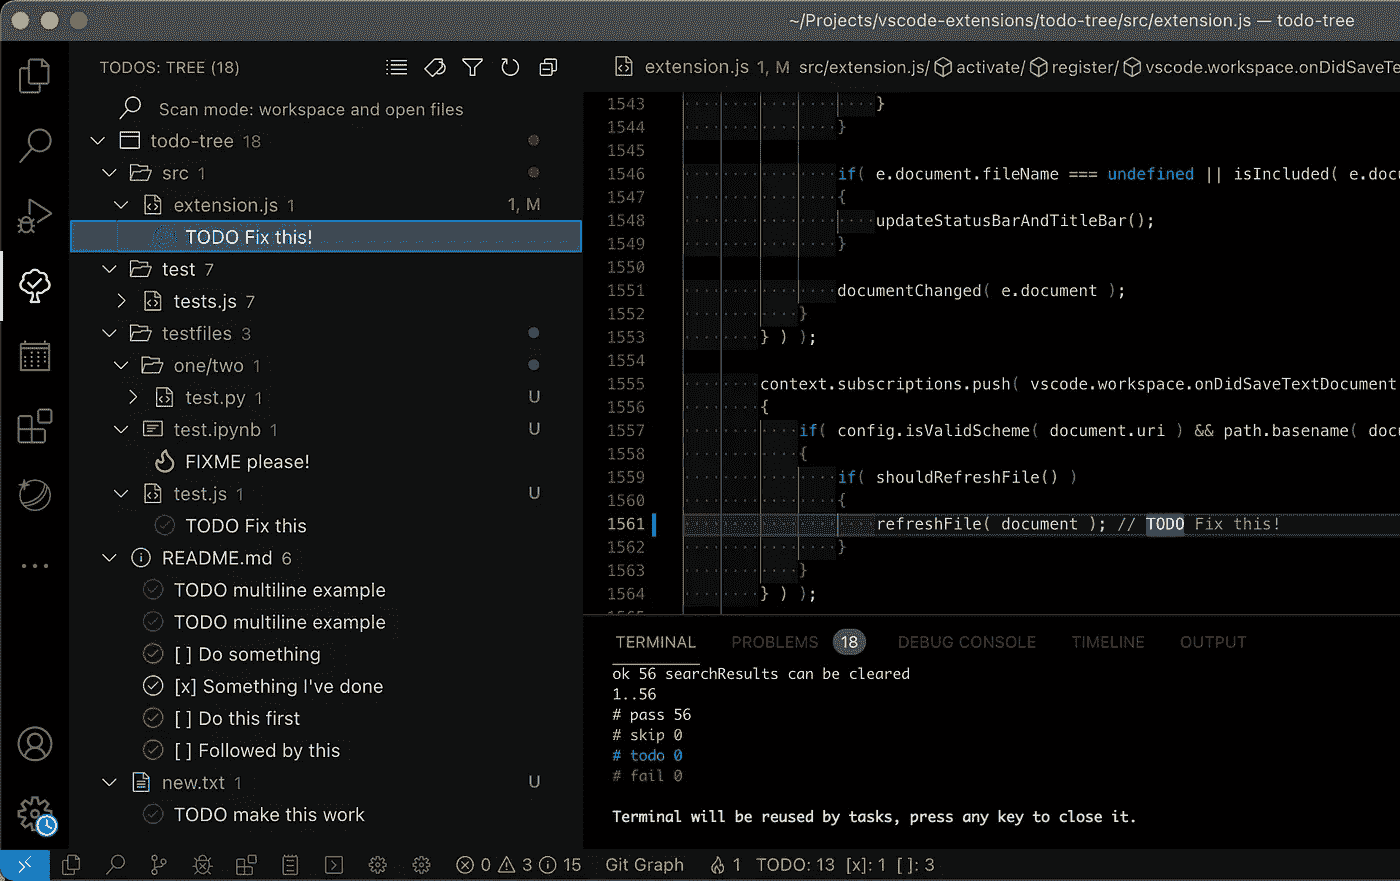 ~/Projects/vscode-extensions/todo-tree/src/extension.js — todo-tree
TODOS: TREE (18)
Scan mode: workspace and open files
todo-tree 18
src 1
extension.js 1 1, M
TODO Fix this!
test 7
tests.js 7
testfiles 3
one/two 1
test.py 1 U
test.ipynb 1 U
FIXME please!
test.js 1 U
TODO Fix this
README.md 6
TODO multiline example
TODO multiline example
[ ] Do something
[x] Something I've done
[ ] Do this first
[ ] Followed by this
new.txt 1 U
TODO make this work
extension.js 1, M src/extension.js/ activate/ register/ vscode.workspace.onDidSaveTe
1543 }
1544 }
1545
1546 if( e.document.fileName === undefined || isIncluded( e.doc
1547 {
1548 updateStatusBarAndTitleBar();
1549 }
1550
1551 documentChanged( e.document );
1552 }
1553 } ) );
1554
1555 context.subscriptions.push( vscode.workspace.onDidSaveTextDocument
1556 {
1557 if( config.isValidScheme( document.uri ) && path.basename( docu
1558 {
1559 if( shouldRefreshFile() )
1560 {
1561 refreshFile( document ); // TODO Fix this!
1562 }
1563 }
1564 } ) );
TERMINAL PROBLEMS 18 DEBUG CONSOLE TIMELINE OUTPUT
ok 56 searchResults can be cleared
1..56
# pass 56
# skip 0
# todo 0
# fail 0
Terminal will be reused by tasks, press any key to close it.
0 3 15 Git Graph 1 TODO: 13 [x]: 1 [ ]: 3